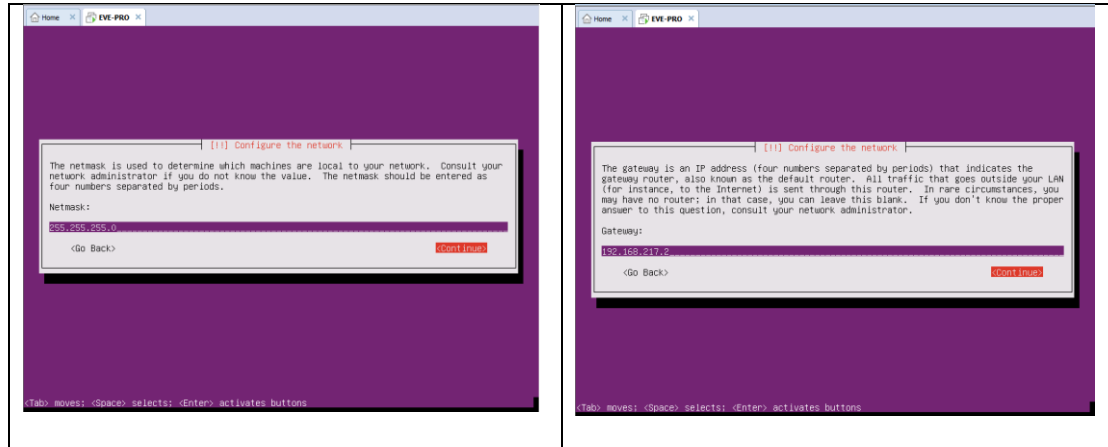 Home × EVE-PRO ×
[!!] Configure the network
The netmask is used to determine which machines are local to your network. Consult your
network administrator if you do not know the value. The netmask should be entered as
four numbers separated by periods.
Netmask:
255.255.255.0
<Go Back> <Continue>
<Tab> moves; <Space> selects; <Enter> activates buttons
Home × EVE-PRO ×
[!!] Configure the network
The gateway is an IP address (four numbers separated by periods) that indicates the
gateway router, also known as the default router. All traffic that goes outside your LAN
(for instance, to the Internet) is sent through this router. In rare circumstances, you
may have no router; in that case, you can leave this blank. If you don't know the proper
answer to this question, consult your network administrator.
Gateway:
192.168.217.2
<Go Back> <Continue>
<Tab> moves; <Space> selects; <Enter> activates buttons